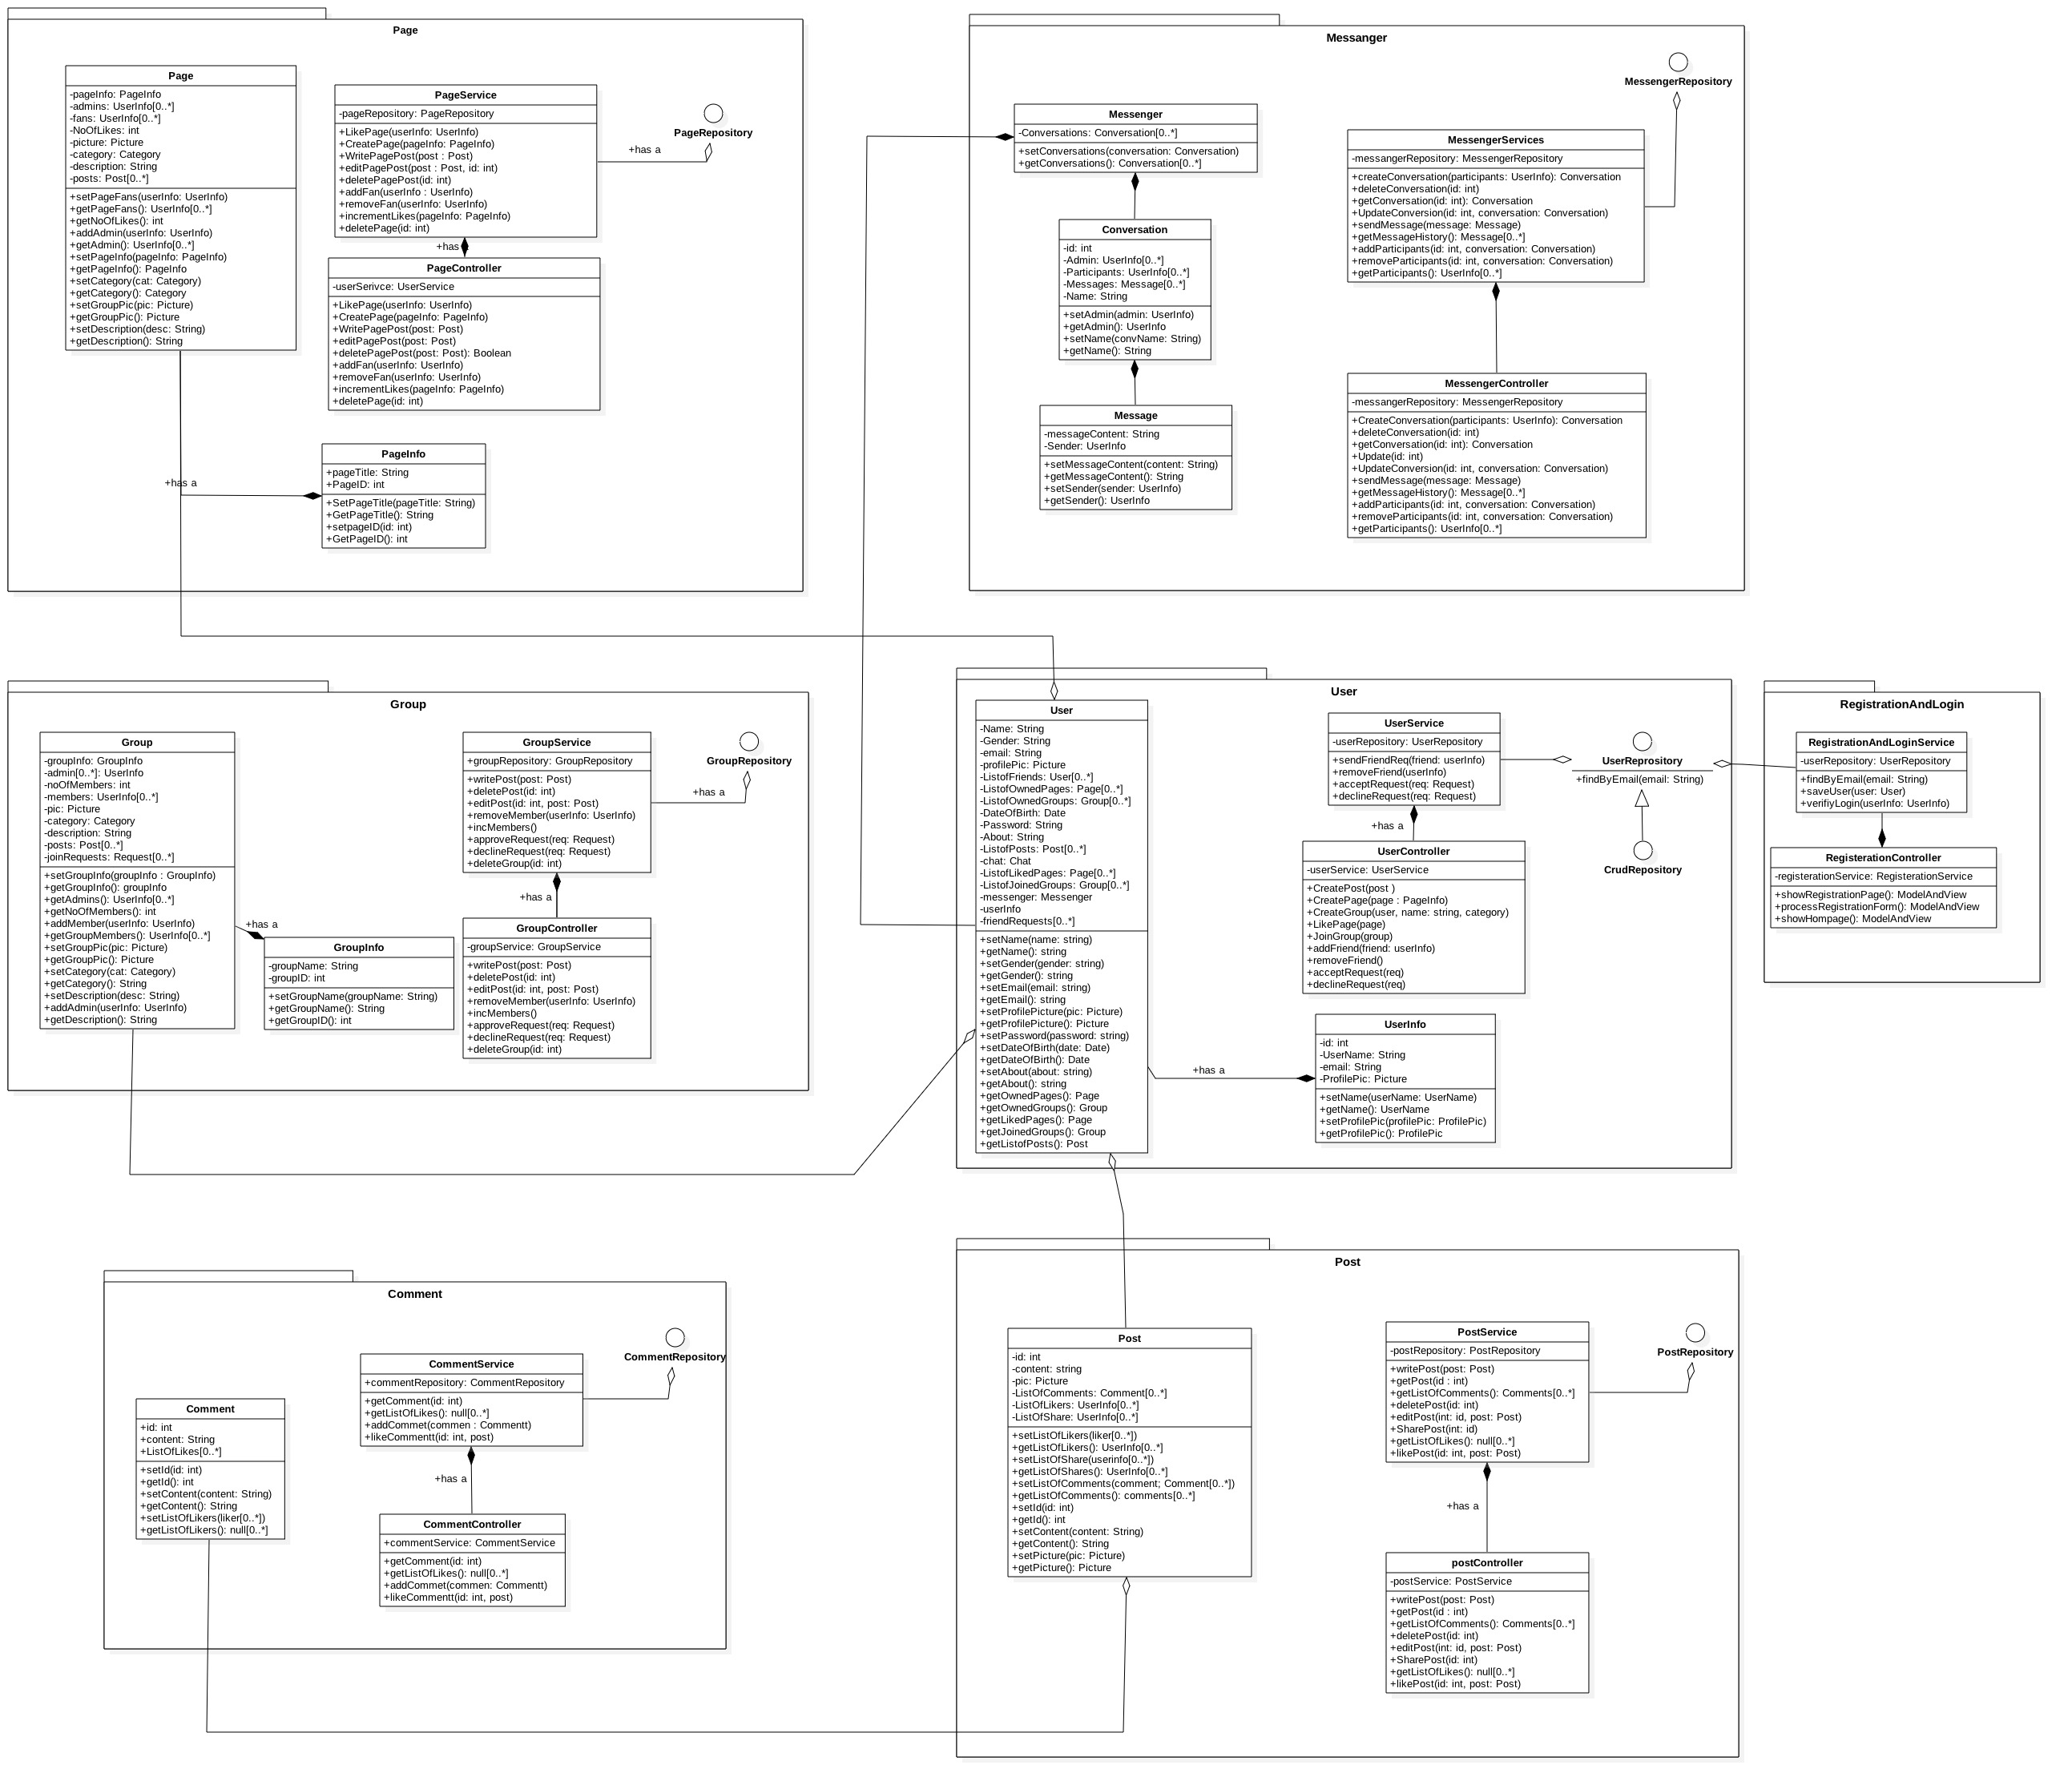 Page
Page
-pageInfo: PageInfo
-admins: UserInfo[0..*]
-fans: UserInfo[0..*]
-NoOfLikes: int
-picture: Picture
-category: Category
-description: String
-posts: Post[0..*]
+setPageFans(userInfo: UserInfo)
+getPageFans(): UserInfo[0..*]
+getNoOfLikes(): int
+addAdmin(userInfo: UserInfo)
+getAdmin(): UserInfo[0..*]
+setPageInfo(pageInfo: PageInfo)
+getPageInfo(): PageInfo
+setCategory(cat: Category)
+getCategory(): Category
+setGroupPic(pic: Picture)
+getGroupPic(): Picture
+setDescription(desc: String)
+getDescription(): String
PageService
-pageRepository: PageRepository
+LikePage(userInfo: UserInfo)
+CreatePage(pageInfo: PageInfo)
+WritePagePost(post : Post)
+editPagePost(post : Post, id: int)
+deletePagePost(id: int)
+addFan(userInfo : UserInfo)
+removeFan(userInfo: UserInfo)
+incrementLikes(pageInfo: PageInfo)
+deletePage(id: int)
+has a
PageRepository
+has
PageController
-userSerivce: UserService
+LikePage(userInfo: UserInfo)
+CreatePage(pageInfo: PageInfo)
+WritePagePost(post: Post)
+editPagePost(post: Post)
+deletePagePost(post: Post): Boolean
+addFan(userInfo: UserInfo)
+removeFan(userInfo: UserInfo)
+incrementLikes(pageInfo: PageInfo)
+deletePage(id: int)
+has a
PageInfo
+pageTitle: String
+PageID: int
+SetPageTitle(pageTitle: String)
+GetPageTitle(): String
+setpageID(id: int)
+GetPageID(): int
Messanger
Messenger
-Conversations: Conversation[0..*]
+setConversations(conversation: Conversation)
+getConversations(): Conversation[0..*]
Conversation
-id: int
-Admin: UserInfo[0..*]
-Participants: UserInfo[0..*]
-Messages: Message[0..*]
-Name: String
+setAdmin(admin: UserInfo)
+getAdmin(): UserInfo
+setName(convName: String)
+getName(): String
Message
-messageContent: String
-Sender: UserInfo
+setMessageContent(content: String)
+getMessageContent(): String
+setSender(sender: UserInfo)
+getSender(): UserInfo
MessengerRepository
MessengerServices
-messangerRepository: MessengerRepository
+createConversation(participants: UserInfo): Conversation
+deleteConversation(id: int)
+getConversation(id: int): Conversation
+UpdateConversion(id: int, conversation: Conversation)
+sendMessage(message: Message)
+getMessageHistory(): Message[0..*]
+addParticipants(id: int, conversation: Conversation)
+removeParticipants(id: int, conversation: Conversation)
+getParticipants(): UserInfo[0..*]
MessengerController
-messangerRepository: MessengerRepository
+CreateConversation(participants: UserInfo): Conversation
+deleteConversation(id: int)
+getConversation(id: int): Conversation
+Update(id: int)
+UpdateConversion(id: int, conversation: Conversation)
+sendMessage(message: Message)
+getMessageHistory(): Message[0..*]
+addParticipants(id: int, conversation: Conversation)
+removeParticipants(id: int, conversation: Conversation)
+getParticipants(): UserInfo[0..*]
Group
Group
-groupInfo: GroupInfo
-admin[0..*]: UserInfo
-noOfMembers: int
-members: UserInfo[0..*]
-pic: Picture
-category: Category
-description: String
-posts: Post[0..*]
-joinRequests: Request[0..*]
+setGroupInfo(groupInfo : GroupInfo)
+getGroupInfo(): groupInfo
+getAdmins(): UserInfo[0..*]
+getNoOfMembers(): int
+addMember(userInfo: UserInfo)
+getGroupMembers(): UserInfo[0..*]
+setGroupPic(pic: Picture)
+getGroupPic(): Picture
+setCategory(cat: Category)
+getCategory(): String
+setDescription(desc: String)
+addAdmin(userInfo: UserInfo)
+getDescription(): String
+has a
GroupInfo
-groupName: String
-groupID: int
+setGroupName(groupName: String)
+getGroupName(): String
+getGroupID(): int
GroupService
+groupRepository: GroupRepository
+writePost(post: Post)
+deletePost(id: int)
+editPost(id: int, post: Post)
+removeMember(userInfo: UserInfo)
+incMembers()
+approveRequest(req: Request)
+declineRequest(req: Request)
+deleteGroup(id: int)
GroupRepository
+has a
+has a
GroupController
-groupService: GroupService
+writePost(post: Post)
+deletePost(id: int)
+editPost(id: int, post: Post)
+removeMember(userInfo: UserInfo)
+incMembers()
+approveRequest(req: Request)
+declineRequest(req: Request)
+deleteGroup(id: int)
User
User
-Name: String
-Gender: String
-email: String
-profilePic: Picture
-ListofFriends: User[0..*]
-ListofOwnedPages: Page[0..*]
-ListofOwnedGroups: Group[0..*]
-DateOfBirth: Date
-Password: String
-About: String
-ListofPosts: Post[0..*]
-chat: Chat
-ListofLikedPages: Page[0..*]
-ListofJoinedGroups: Group[0..*]
-messenger: Messenger
-userInfo
-friendRequests[0..*]
+setName(name: string)
+getName(): string
+setGender(gender: string)
+getGender(): string
+setEmail(email: string)
+getEmail(): string
+setProfilePicture(pic: Picture)
+getProfilePicture(): Picture
+setPassword(password: string)
+setDateOfBirth(date: Date)
+getDateOfBirth(): Date
+setAbout(about: string)
+getAbout(): string
+getOwnedPages(): Page
+getOwnedGroups(): Group
+getLikedPages(): Page
+getJoinedGroups(): Group
+getListofPosts(): Post
UserService
-userRepository: UserRepository
+sendFriendReq(friend: userInfo)
+removeFriend(userInfo)
+acceptRequest(req: Request)
+declineRequest(req: Request)
UserReprository
+findByEmail(email: String)
CrudRepository
+has a
UserController
-userService: UserService
+CreatePost(post )
+CreatePage(page : PageInfo)
+CreateGroup(user, name: string, category)
+LikePage(page)
+JoinGroup(group)
+addFriend(friend: userInfo)
+removeFriend()
+acceptRequest(req)
+declineRequest(req)
+has a
UserInfo
-id: int
-UserName: String
-email: String
-ProfilePic: Picture
+setName(userName: UserName)
+getName(): UserName
+setProfilePic(profilePic: ProfilePic)
+getProfilePic(): ProfilePic
RegistrationAndLogin
RegistrationAndLoginService
-userRepository: UserRepository
+findByEmail(email: String)
+saveUser(user: User)
+verifiyLogin(userInfo: UserInfo)
RegisterationController
-registerationService: RegisterationService
+showRegistrationPage(): ModelAndView
+processRegistrationForm(): ModelAndView
+showHompage(): ModelAndView
Comment
Comment
+id: int
+content: String
+ListOfLikes[0..*]
+setId(id: int)
+getId(): int
+setContent(content: String)
+getContent(): String
+setListOfLikers(liker[0..*])
+getListOfLikers(): null[0..*]
CommentService
+commentRepository: CommentRepository
+getComment(id: int)
+getListOfLikes(): null[0..*]
+addCommet(commen : Commentt)
+likeCommentt(id: int, post)
CommentRepository
+has a
CommentController
+commentService: CommentService
+getComment(id: int)
+getListOfLikes(): null[0..*]
+addCommet(commen: Commentt)
+likeCommentt(id: int, post)
Post
Post
-id: int
-content: string
-pic: Picture
-ListOfComments: Comment[0..*]
-ListOfLikers: UserInfo[0..*]
-ListOfShare: UserInfo[0..*]
+setListOfLikers(liker[0..*])
+getListOfLikers(): UserInfo[0..*]
+setListOfShare(userinfo[0..*])
+getListOfShares(): UserInfo[0..*]
+setListOfComments(comment; Comment[0..*])
+getListOfComments(): comments[0..*]
+setId(id: int)
+getId(): int
+setContent(content: String)
+getContent(): String
+setPicture(pic: Picture)
+getPicture(): Picture
PostService
-postRepository: PostRepository
+writePost(post: Post)
+getPost(id : int)
+getListOfComments(): Comments[0..*]
+deletePost(id: int)
+editPost(int: id, post: Post)
+SharePost(int: id)
+getListOfLikes(): null[0..*]
+likePost(id: int, post: Post)
PostRepository
+has a
postController
-postService: PostService
+writePost(post: Post)
+getPost(id : int)
+getListOfComments(): Comments[0..*]
+deletePost(id: int)
+editPost(int: id, post: Post)
+SharePost(id: int)
+getListOfLikes(): null[0..*]
+likePost(id: int, post: Post)